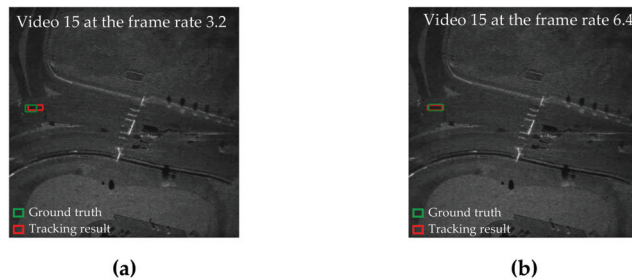 Video 15 at the frame rate 3.2
Ground truth
Tracking result
(a)
Video 15 at the frame rate 6.4
Ground truth
Tracking result
(b)